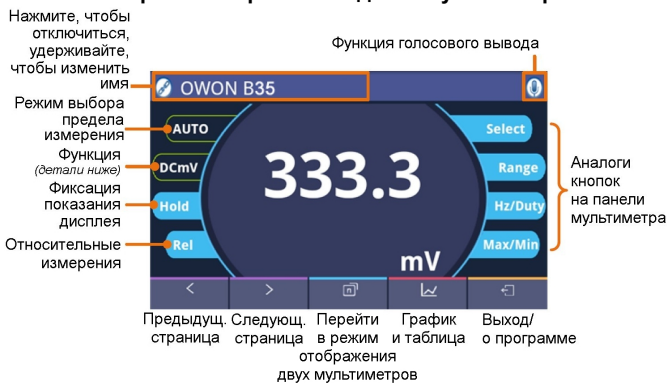 Нажмите, чтобы
отключиться,
удерживайте,
чтобы изменить
имя
Функция голосового вывода
OWON B35
Режим выбора
предела
измерения
AUTO
Select
Функция
(детали ниже)
DCmV
333.3
Range
Аналоги
кнопок
на панели
мультиметра
Фиксация
показания
дисплея
Hold
Hz/Duty
Относительные
измерения
Rel
mV
Max/Min
Предыдущ.
страница
Следующ.
страница
Перейти
в режим
отображения
двух мультиметров
График
и таблица
Выход/
о программе